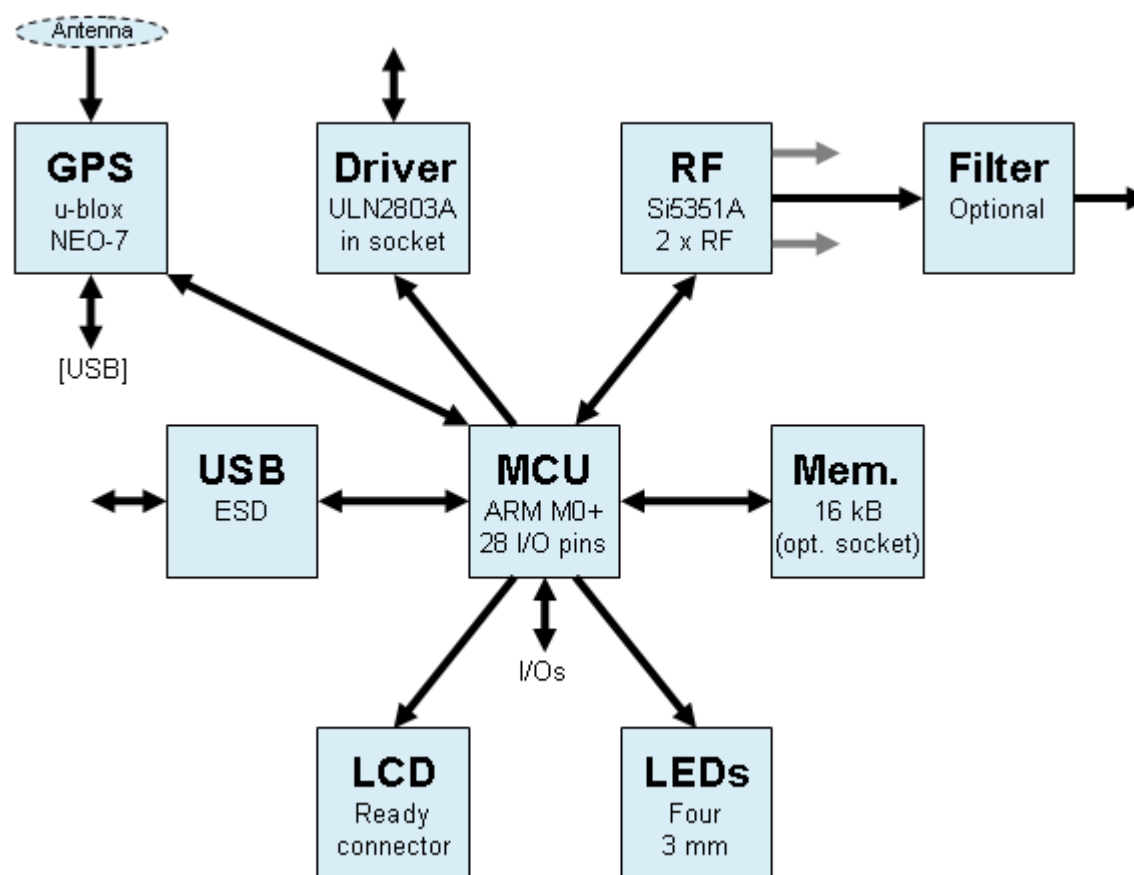 Antenna
GPS
u-blox
NEO-7
[USB]
Driver
ULN2803A
in socket
RF
Si5351A
2 x RF
Filter
Optional
USB
ESD
MCU
ARM M0+
28 I/O pins
I/Os
Mem.
16 kB
(opt. socket)
LCD
Ready
connector
LEDs
Four
3 mm